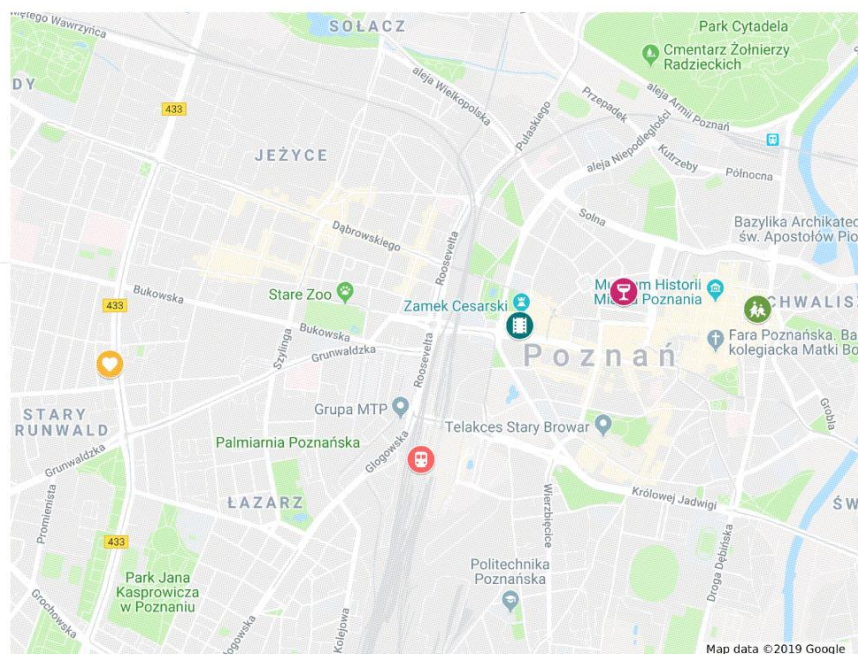 SOŁACZ
Park Cytadela
Cmentarz Żołnierzy
Radzieckich
Wawrzyńca
aleja Wielkopolska
Pułaskiego
Przepadek
aleja Armii Poznań
DY
433
JEŻYCE
aleja Niepodległości
Kutrzeby
Północna
Solna
Bazylika Archikated
św. Apostołów Pio
Dąbrowskiego
Roosevelta
Bukowska
Stare Zoo
Zamek Cesarski
Historii
Poznania
CHWALIS
433
Bukowska
Grunwaldzka
Szylinga
Roosevelta
Poznań
Fara Poznańska. Ba
kolegiacka Matki Bo
STARY
RUNWALD
Grupa MTP
Telakces Stary Browar
Grobla
Palmiarnia Poznańska
Głogowska
Grunwaldzka
Promienista
ŁAZARZ
Wierzbięcice
Królowej Jadwigi
ŚW
433
Park Jana
Kasprowicza
w Poznaniu
Politechnika
Poznańska
Droga Dębińska
Grochowska
Głogowska
Kolejowa
Map data ©2019 Google